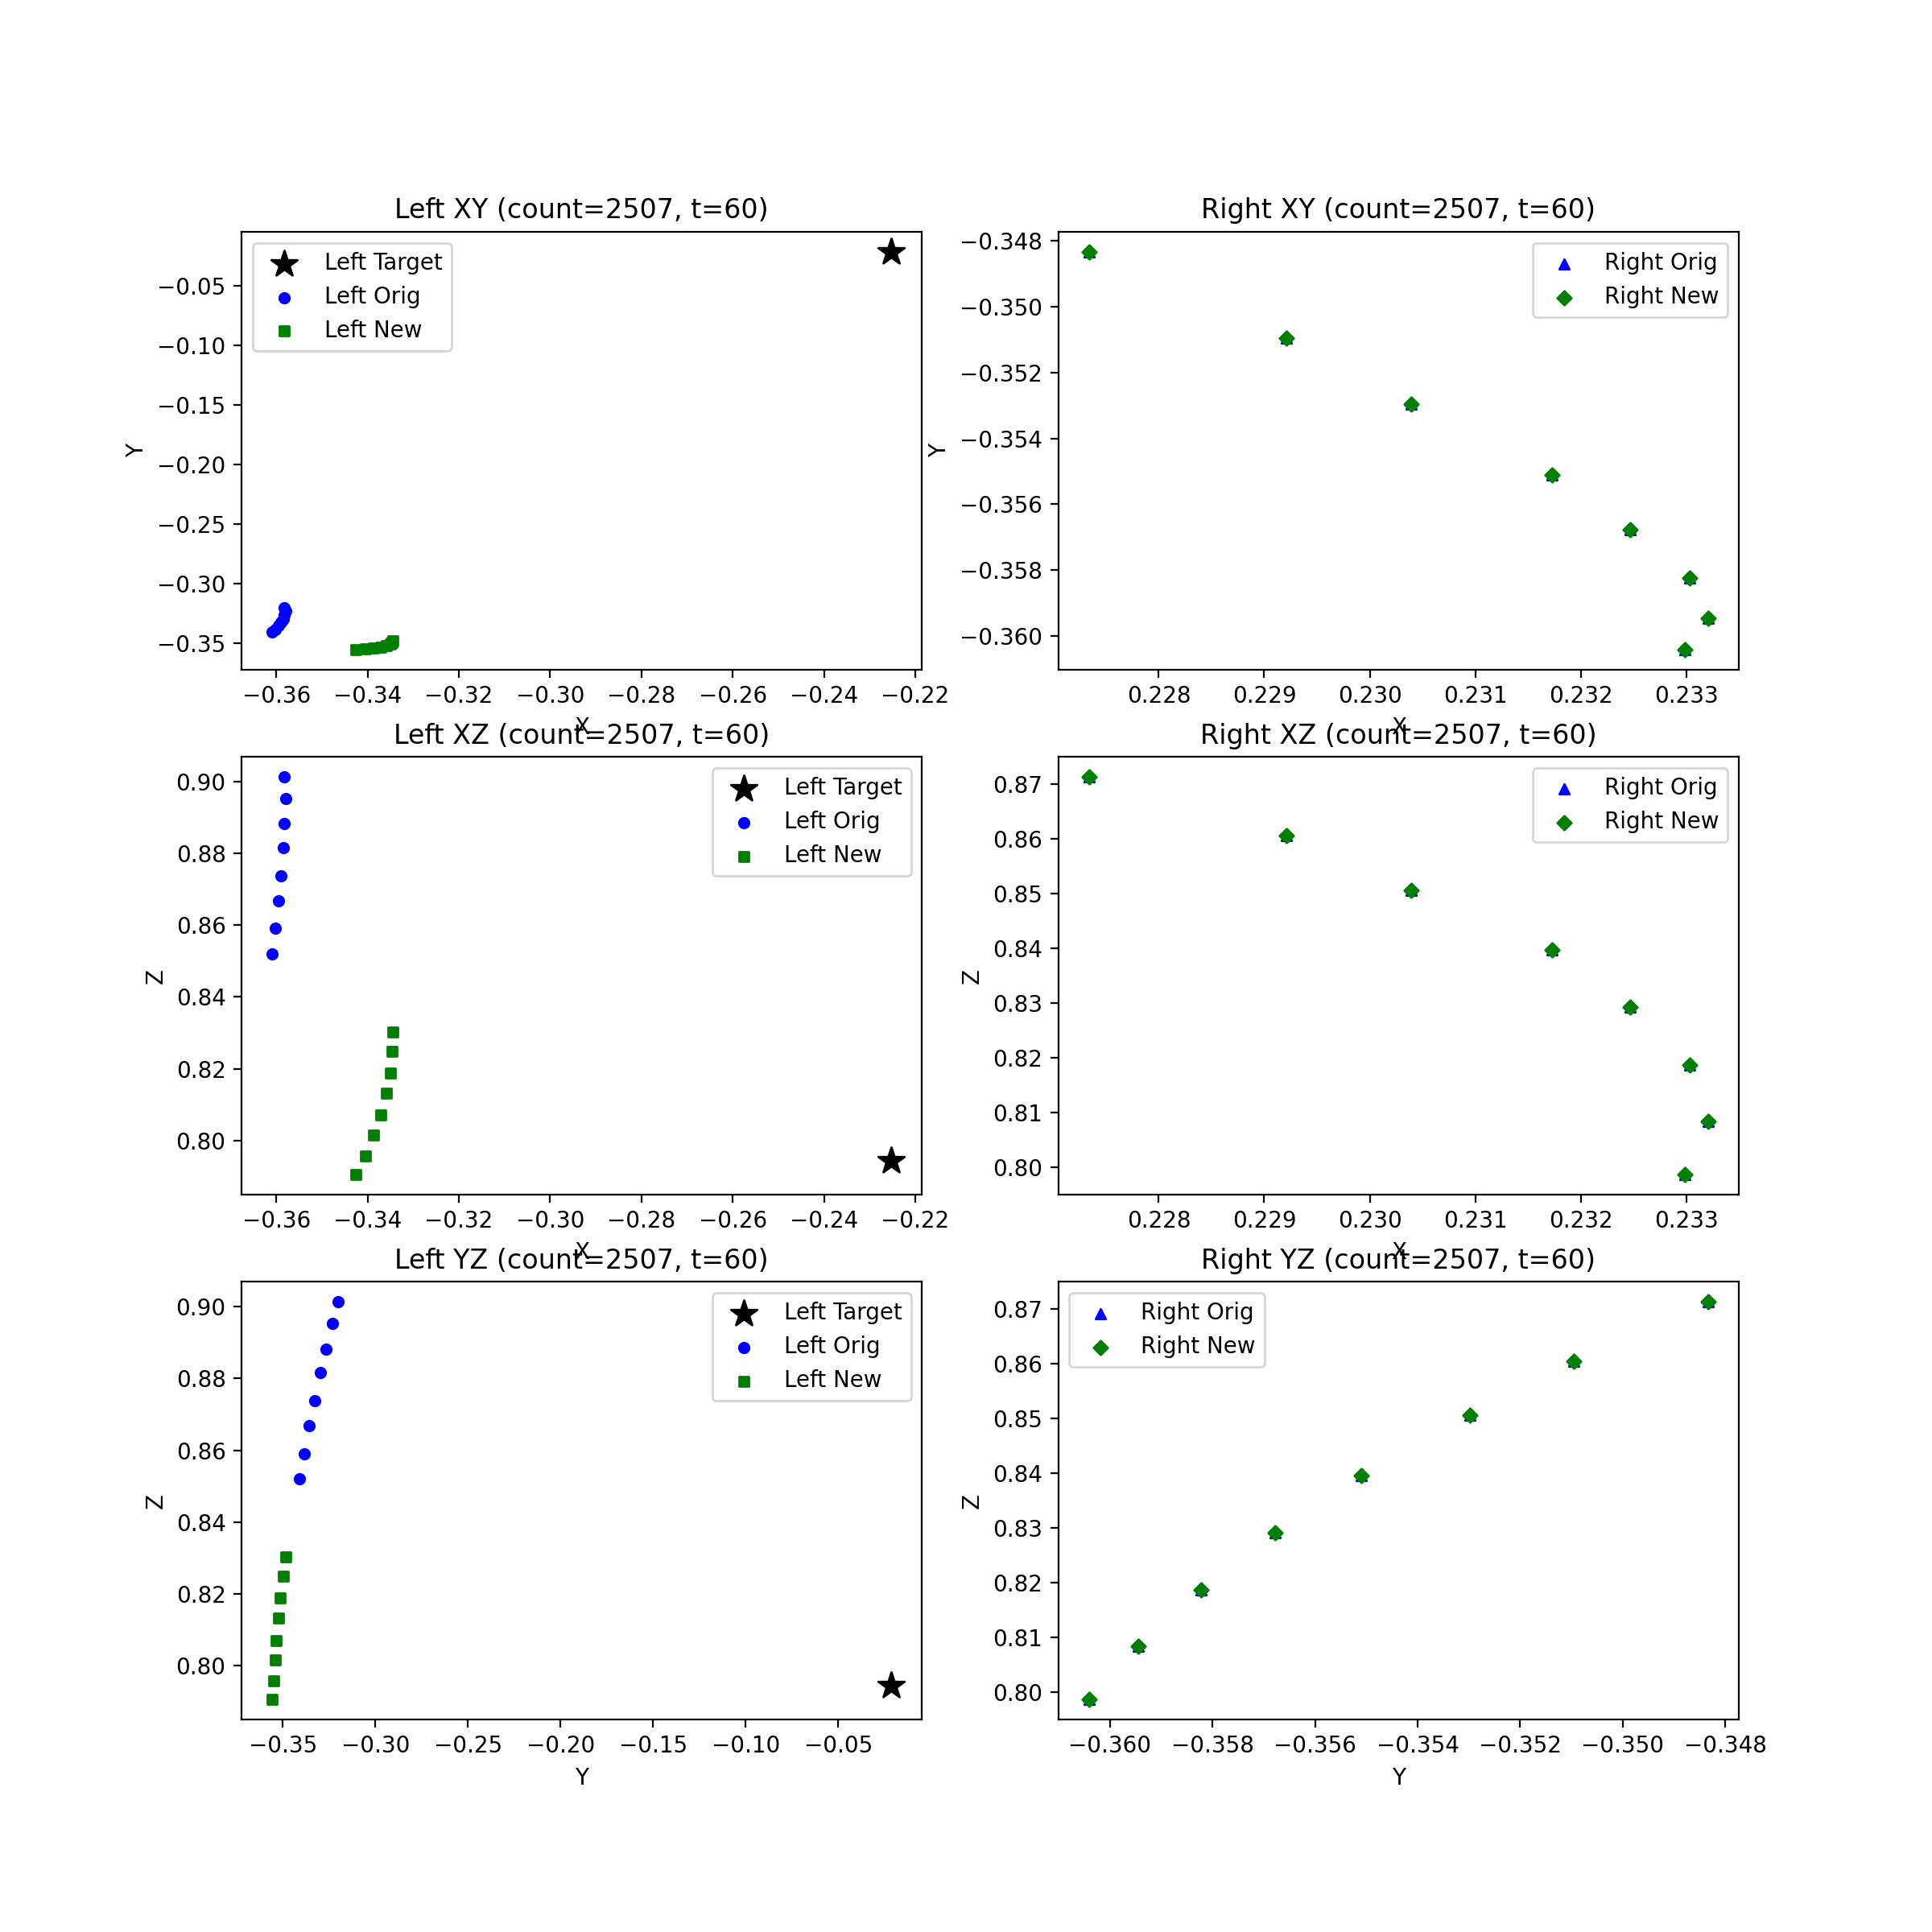 Left XY (count=2507, t=60)
Left Target
Left Orig
Left New
Y
−0.05
−0.10
−0.15
−0.20
−0.25
−0.30
−0.35
−0.36 −0.34 −0.32 −0.30 −0.28 −0.26 −0.24 −0.22
X
Right XY (count=2507, t=60)
Right Orig
Right New
Y
−0.348
−0.350
−0.352
−0.354
−0.356
−0.358
−0.360
0.228 0.229 0.230 0.231 0.232 0.233
X
Left XZ (count=2507, t=60)
Left Target
Left Orig
Left New
Z
0.90
0.88
0.86
0.84
0.82
0.80
−0.36 −0.34 −0.32 −0.30 −0.28 −0.26 −0.24 −0.22
X
Right XZ (count=2507, t=60)
Right Orig
Right New
Z
0.87
0.86
0.85
0.84
0.83
0.82
0.81
0.80
0.228 0.229 0.230 0.231 0.232 0.233
X
Left YZ (count=2507, t=60)
Left Target
Left Orig
Left New
Z
0.90
0.88
0.86
0.84
0.82
0.80
−0.35 −0.30 −0.25 −0.20 −0.15 −0.10 −0.05
Y
Right YZ (count=2507, t=60)
Right Orig
Right New
Z
0.87
0.86
0.85
0.84
0.83
0.82
0.81
0.80
−0.360 −0.358 −0.356 −0.354 −0.352 −0.350 −0.348
Y